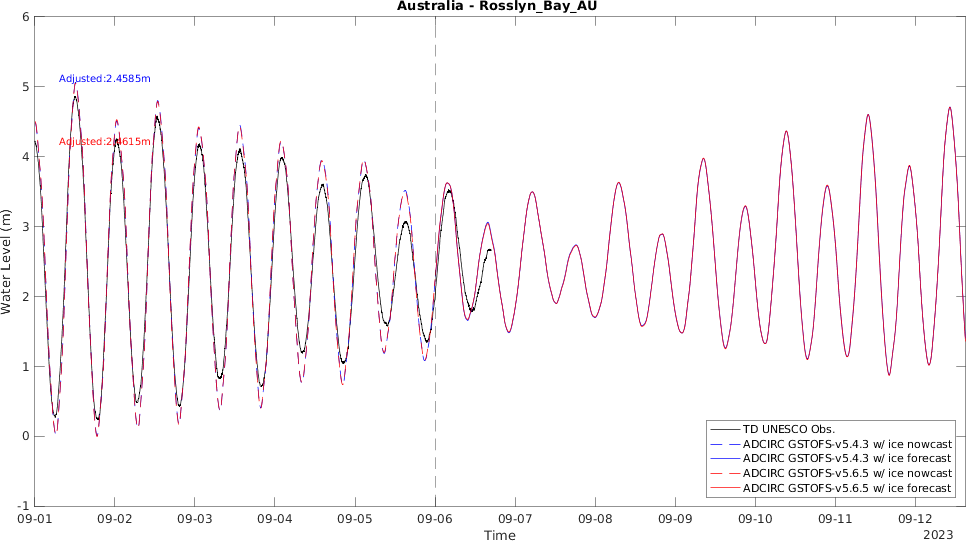 Australia - Rosslyn_Bay_AU
6
5
4
3
2
1
0
-1
Water Level (m)
Adjusted:2.4585m
Adjusted:2.4615m
TD UNESCO Obs.
ADCIRC GSTOFS-v5.4.3 w/ ice nowcast
ADCIRC GSTOFS-v5.4.3 w/ ice forecast
ADCIRC GSTOFS-v5.6.5 w/ ice nowcast
ADCIRC GSTOFS-v5.6.5 w/ ice forecast
09-01 09-02 09-03 09-04 09-05 09-06 09-07 09-08 09-09 09-10 09-11 09-12
Time
2023